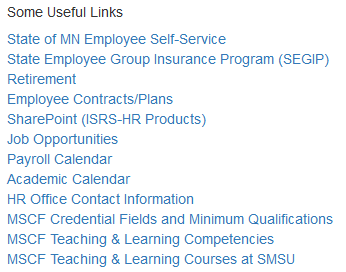 Some Useful Links
State of MN Employee Self-Service
State Employee Group Insurance Program (SEGIP)
Retirement
Employee Contracts/Plans
SharePoint (ISRS-HR Products)
Job Opportunities
Payroll Calendar
Academic Calendar
HR Office Contact Information
MSCF Credential Fields and Minimum Qualifications
MSCF Teaching & Learning Competencies
MSCF Teaching & Learning Courses at SMSU